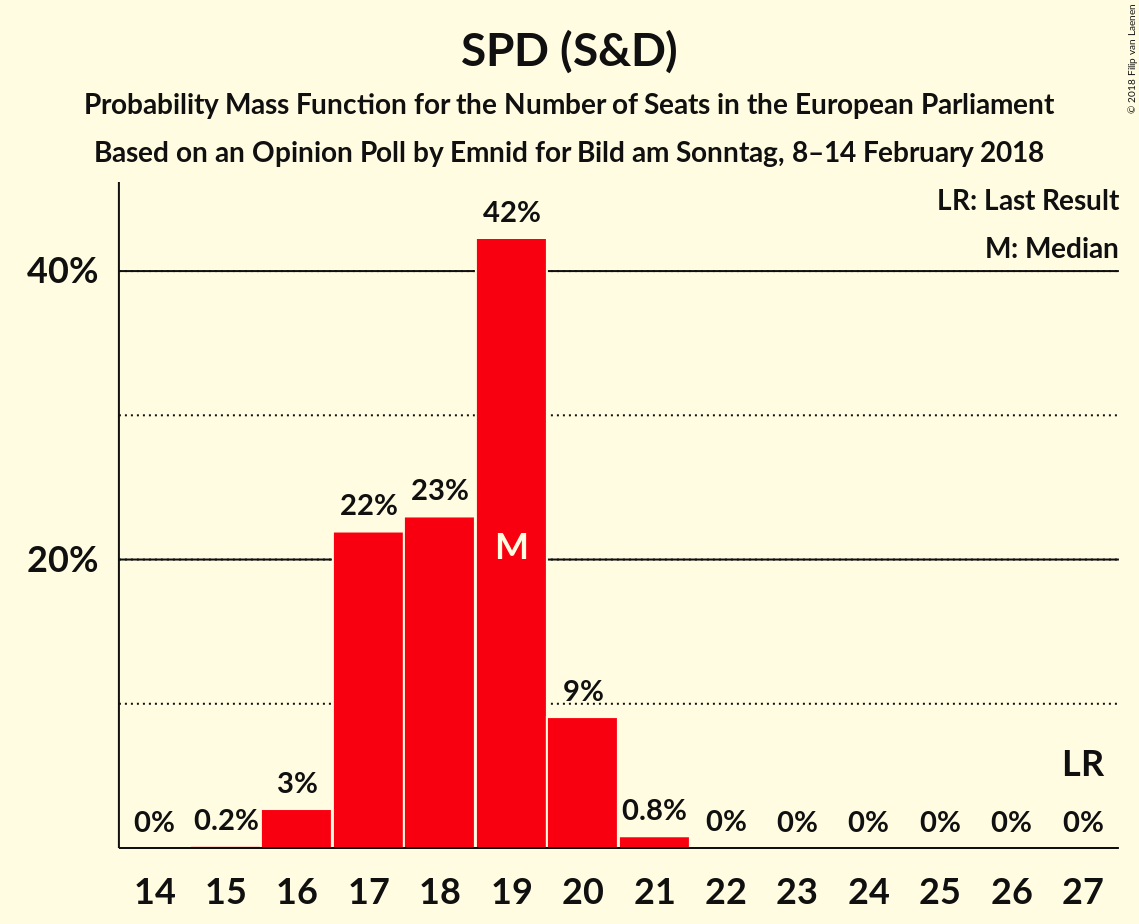 SPD (S&D)
Probability Mass Function for the Number of Seats in the European Parliament
Based on an Opinion Poll by Emnid for Bild am Sonntag, 8–14 February 2018
© 2018 Filip van Laenen
LR: Last Result
M: Median
42%
40%
23%
22%
M
20%
9%
LR
3%
0% 0.2% 0.8% 0% 0% 0% 0% 0% 0%
14 15 16 17 18 19 20 21 22 23 24 25 26 27